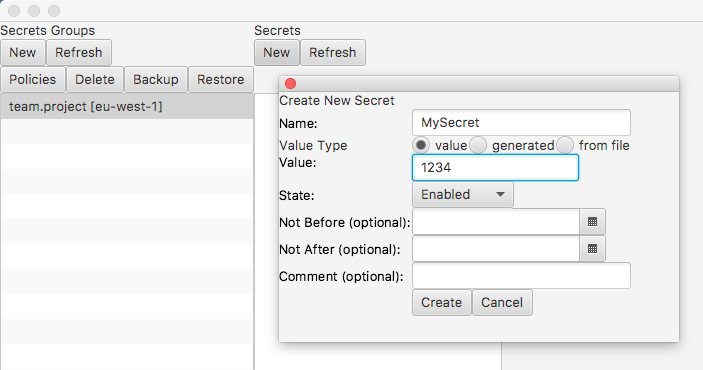 Secrets Groups
Secrets
New Refresh
New Refresh
Policies Delete Backup Restore
team.project [eu-west-1]
Create New Secret
Name: MySecret
Value Type value generated from file
Value: 1234
State: Enabled
Not Before (optional):
Not After (optional):
Comment (optional):
Create Cancel